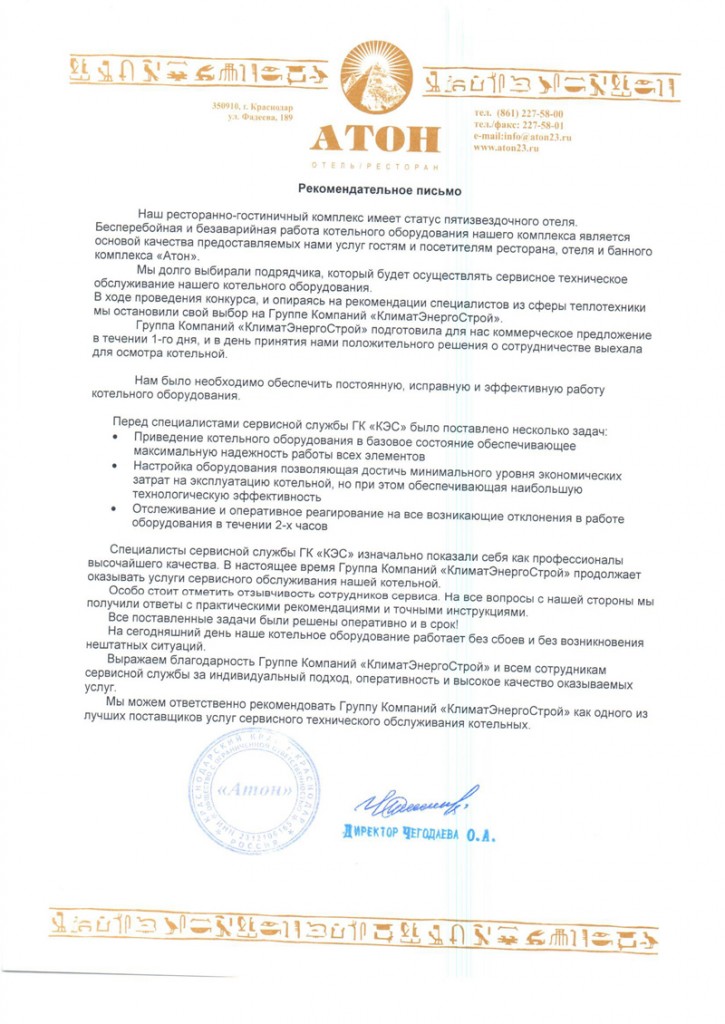 350910, г. Краснодар
ул. Фадеева, 189
АТОН
ОТЕЛЬ/РЕСТОРАН
тел. (861) 227-58-00
тел./факс: 227-58-01
e-mail:info@aton23.ru
www.aton23.ru
Рекомендательное письмо
Наш ресторанно-гостиничный комплекс имеет статус пятизвездочного отеля.
Бесперебойная и безаварийная работа котельного оборудования нашего комплекса является
основой качества предоставляемых нами услуг гостям и посетителям ресторана, отеля и банного
комплекса «Атон».
Мы долго выбирали подрядчика, который будет осуществлять сервисное техническое
обслуживание нашего котельного оборудования.
В ходе проведения конкурса, и опираясь на рекомендации специалистов из сферы теплотехники
мы остановили свой выбор на Группе Компаний «КлиматЭнергоСтрой».
Группа Компаний «КлиматЭнергоСтрой» подготовила для нас коммерческое предложение
в течении 1-го дня, и в день принятия нами положительного решения о сотрудничестве выехала
для осмотра котельной.
Нам было необходимо обеспечить постоянную, исправную и эффективную работу
котельного оборудования.
Перед специалистами сервисной службы ГК «КЭС» было поставлено несколько задач:
• Приведение котельного оборудования в базовое состояние обеспечивающее
максимальную надежность работы всех элементов
• Настройка оборудования позволяющая достичь минимального уровня экономических
затрат на эксплуатацию котельной, но при этом обеспечивающая наибольшую
технологическую эффективность
• Отслеживание и оперативное реагирование на все возникающие отклонения в работе
оборудования в течении 2-х часов
Специалисты сервисной службы ГК «КЭС» изначально показали себя как профессионалы
высочайшего качества. В настоящее время Группа Компаний «КлиматЭнергоСтрой» продолжает
оказывать услуги сервисного обслуживания нашей котельной.
Особо стоит отметить отзывчивость сотрудников сервиса. На все вопросы с нашей стороны мы
получили ответы с практическими рекомендациями и точными инструкциями.
Все поставленные задачи были решены оперативно и в срок!
На сегодняшний день наше котельное оборудование работает без сбоев и без возникновения
нештатных ситуаций.
Выражаем благодарность Группе Компаний «КлиматЭнергоСтрой» и всем сотрудникам
сервисной службы за индивидуальный подход, оперативность и высокое качество оказываемых
услуг.
Мы можем ответственно рекомендовать Группу Компаний «КлиматЭнергоСтрой» как одного из
лучших поставщиков услуг сервисного технического обслуживания котельных.
КРАСНОДАРСКИЙ КРАЙ Г. КРАСНОДАР
«Атон»
РОССИЯ
ДИРЕКТОР ЧЕГОДАЕВА О.А.